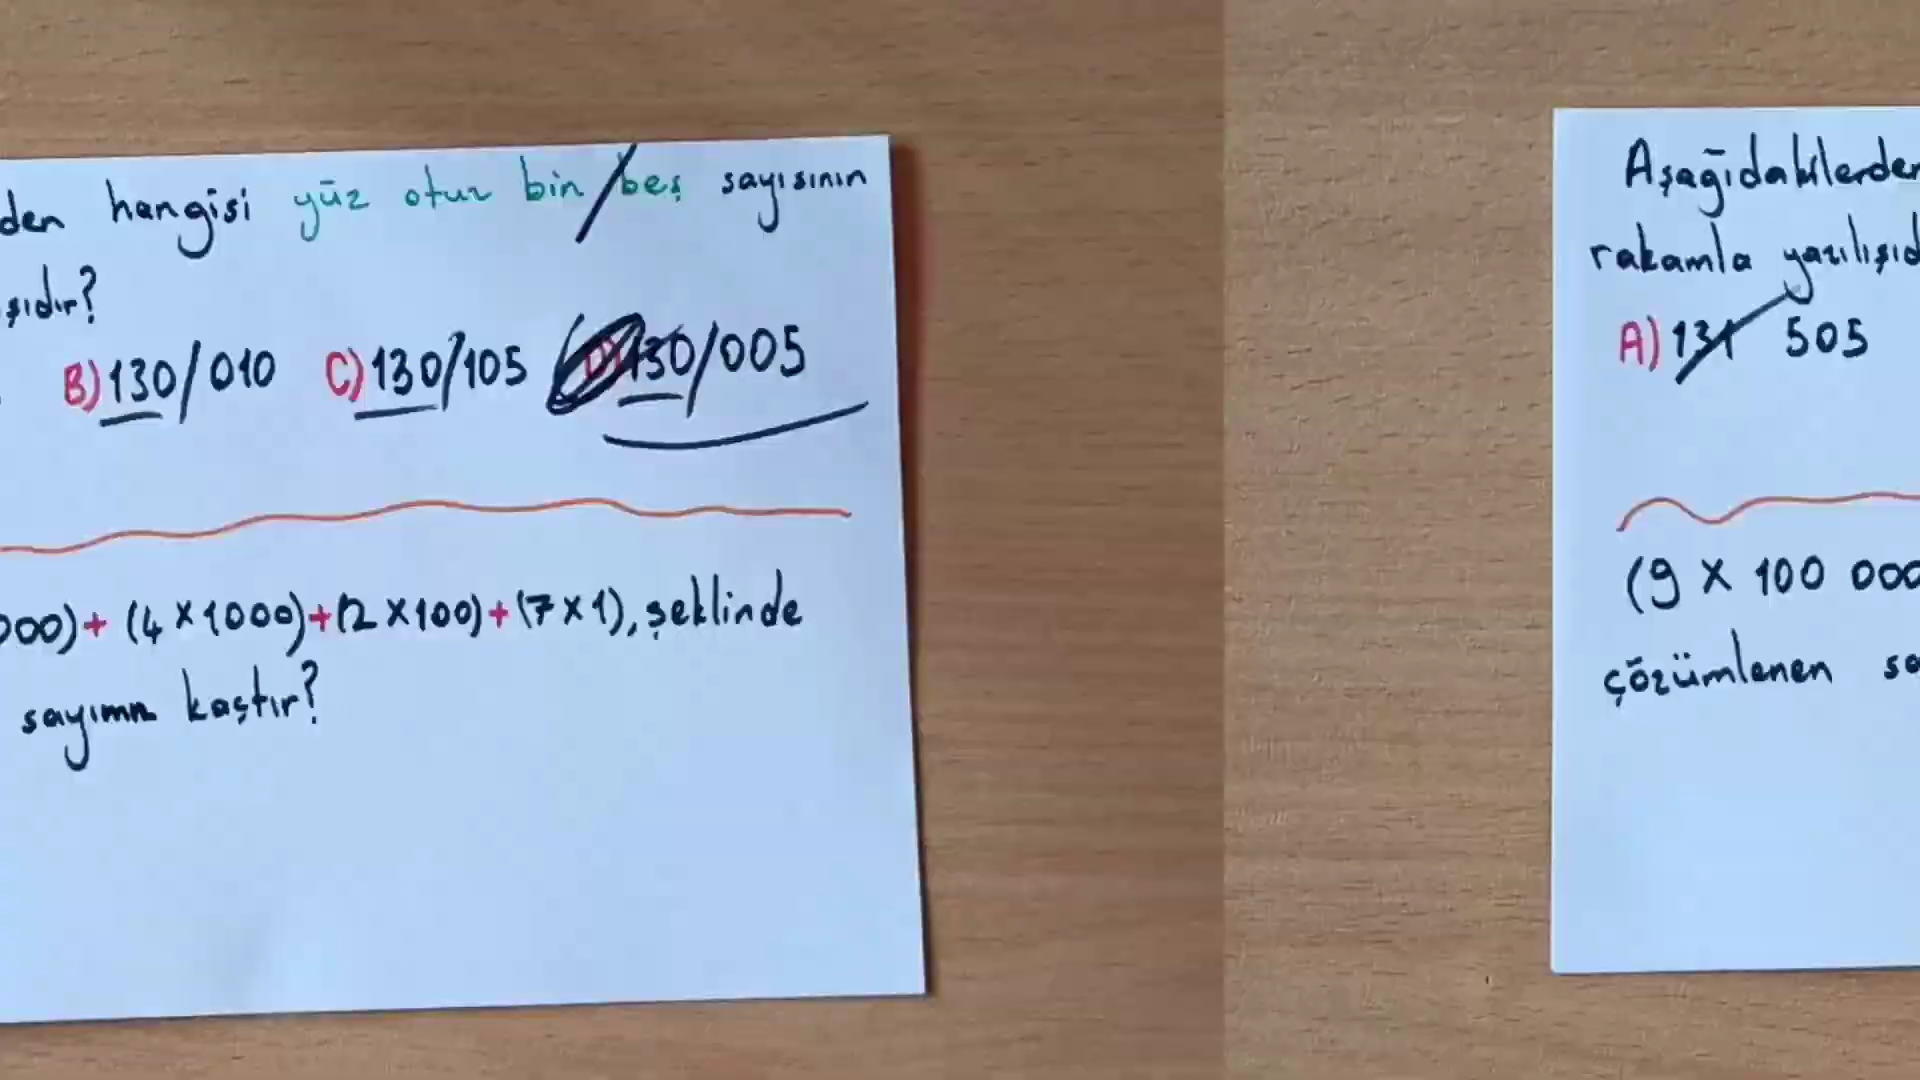 den hangisi yüz otuz bin / beş sayısının
şıdır?
B) 130/010 C) 130/105 D) 130/005
000) + (4 X 1000) + (2 X 100) + (7 X 1), şeklinde
sayının kaçtır?
Aşağıdakilerden
rakamla yazılışıd
A) 131 505
(9 X 100 000
çözümlenen sa